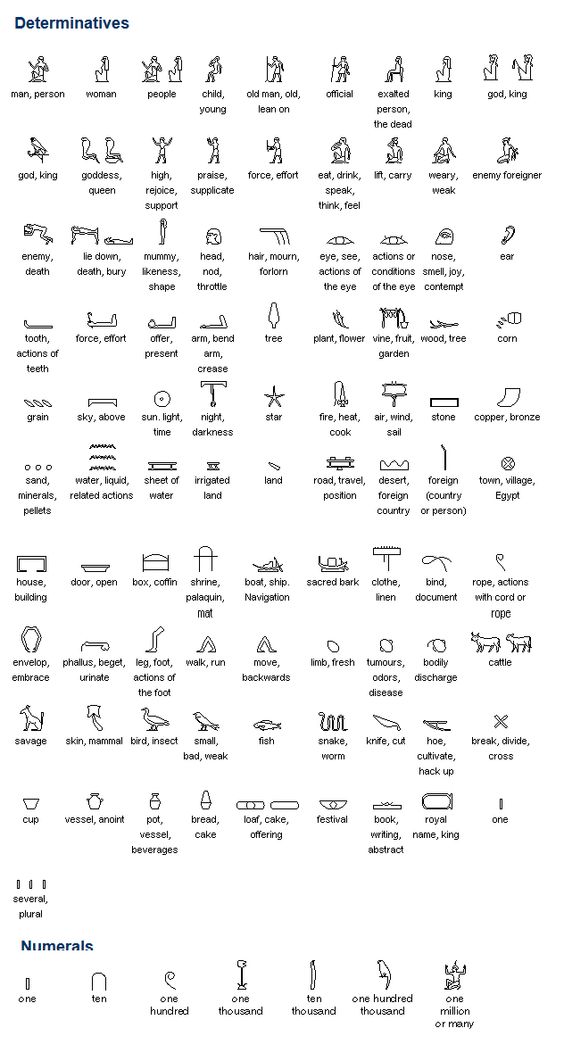 Determinatives
man, person
woman
people
child,
young
old man, old,
lean on
official
exalted
person,
the dead
king
god, king
god, king
goddess,
queen
high,
rejoice,
support
praise,
supplicate
force, effort
eat, drink,
speak,
think, feel
lift, carry
weary,
weak
enemy foreigner
enemy,
death
lie down,
death, bury
mummy,
likeness,
shape
head,
nod,
throttle
hair, mourn,
forlorn
eye, see,
actions of
the eye
actions or
conditions
of the eye
nose,
smell, joy,
contempt
ear
tooth,
actions of
teeth
force, effort
offer,
present
arm, bend
arm,
crease
tree
plant, flower
vine, fruit,
garden
wood, tree
corn
grain
sky, above
sun. light,
time
night,
darkness
star
fire, heat,
cook
air, wind,
sail
stone
copper, bronze
sand,
minerals,
pellets
water, liquid,
related actions
sheet of
water
irrigated
land
land
road, travel,
position
desert,
foreign
country
foreign
(country
or person)
town, village,
Egypt
house,
building
door, open
box, coffin
shrine,
palaquin,
mat
boat, ship.
Navigation
sacred bark
clothe,
linen
bind,
document
rope, actions
with cord or
rope
envelop,
embrace
phallus, beget,
urinate
leg, foot,
actions of
the foot
walk, run
move,
backwards
limb, fresh
tumours,
odors,
disease
bodily
discharge
cattle
savage
skin, mammal
bird, insect
small,
bad, weak
fish
snake,
worm
knife, cut
hoe,
cultivate,
hack up
break, divide,
cross
cup
vessel, anoint
pot,
vessel,
beverages
bread,
cake
loaf, cake,
offering
festival
book,
writing,
abstract
royal
name, king
one
several,
plural
Numerals
one
ten
one
hundred
one
thousand
ten
thousand
one hundred
thousand
one
million
or many